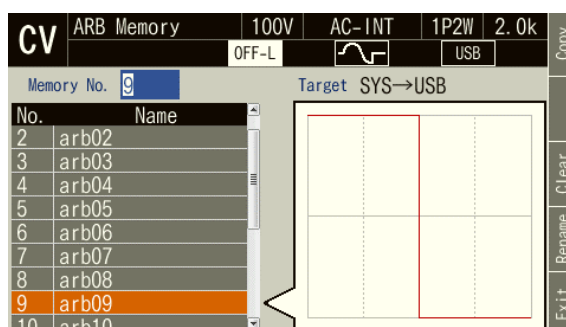 CV
ARB Memory 100V AC-INT 1P2W 2.0k
OFF-L USB
Memory No. 9 Target SYS→USB
No. Name
2 arb02
3 arb03
4 arb04
5 arb05
6 arb06
7 arb07
8 arb08
9 arb09
10 arb10
Copy
Clear
Rename
Exit